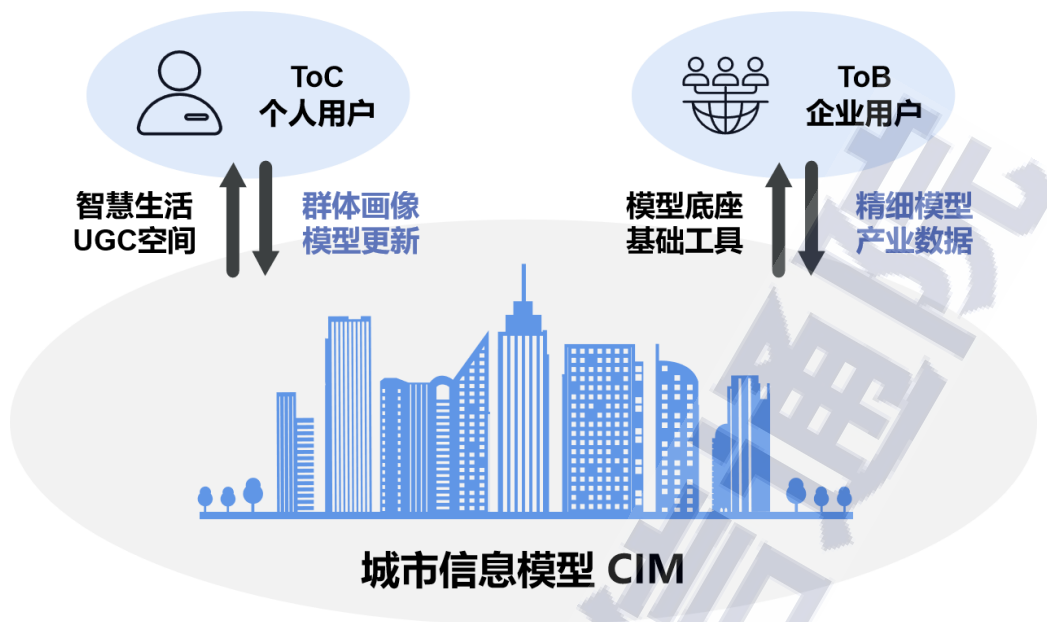 ToC
个人用户
ToB
企业用户
智慧生活
UGC空间
群体画像
模型更新
模型底座
基础工具
精细模型
产业数据
城市信息模型 CIM